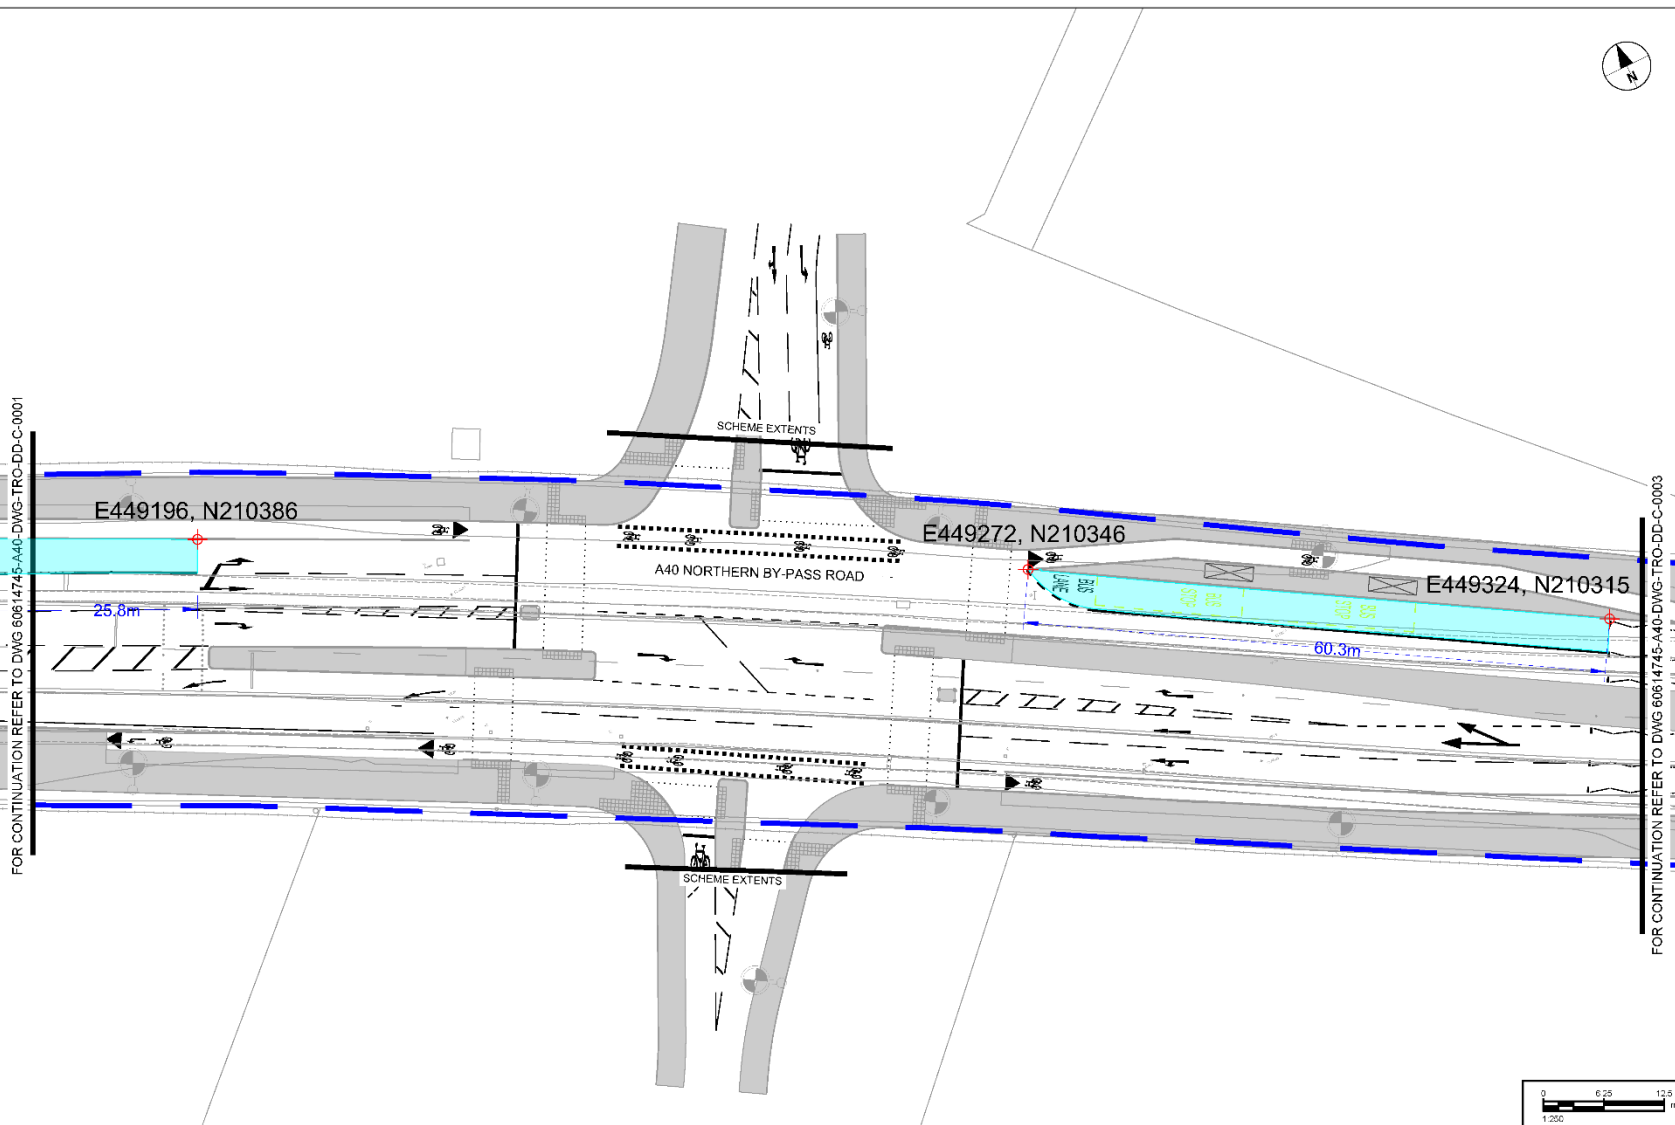 N
SCHEME EXTENTS
FOR CONTINUATION REFER TO DWG 60614745-A40-DWG-TRO-DD-C-0001
E449196, N210386
E449272, N210346
A40 NORTHERN BY-PASS ROAD
BUS
LANE
BUS
STOP
BUS
STOP
E449324, N210315
25.8m
60.3m
FOR CONTINUATION REFER TO DWG 60614745-A40-DWG-TRO-DD-C-0003
SCHEME EXTENTS
0 6.25 12.5
1:250